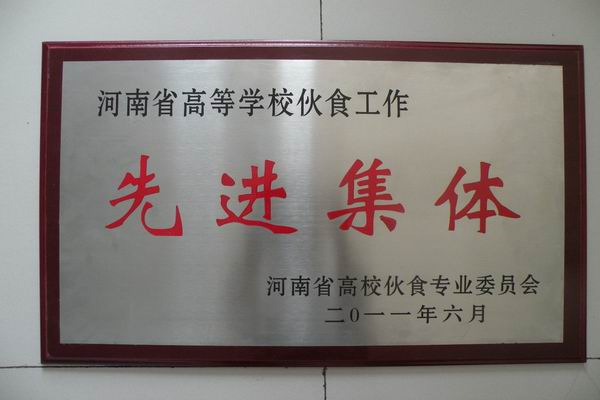 河南省高等学校伙食工作
先进集体
河南省高校伙食专业委员会
二0一一年六月